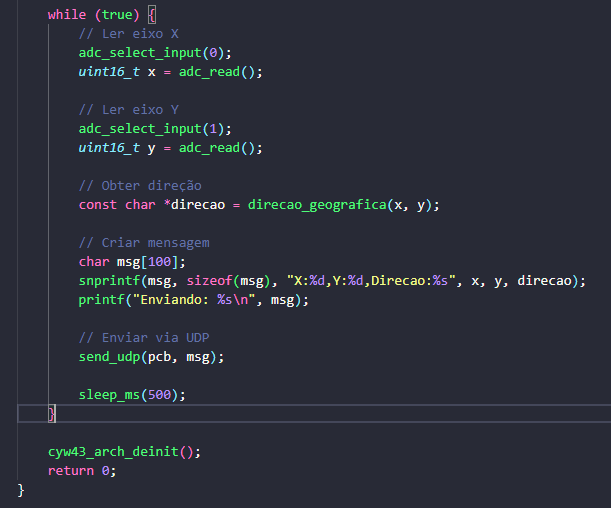 while (true) {
// Ler eixo X
adc_select_input(0);
uint16_t x = adc_read();
// Ler eixo Y
adc_select_input(1);
uint16_t y = adc_read();
// Obter direção
const char *direcao = direcao_geografica(x, y);
// Criar mensagem
char msg[100];
snprintf(msg, sizeof(msg), "X:%d,Y:%d,Direcao:%s", x, y, direcao);
printf("Enviando: %s\n", msg);
// Enviar via UDP
send_udp(pcb, msg);
sleep_ms(500);
}
cyw43_arch_deinit();
return 0;
}